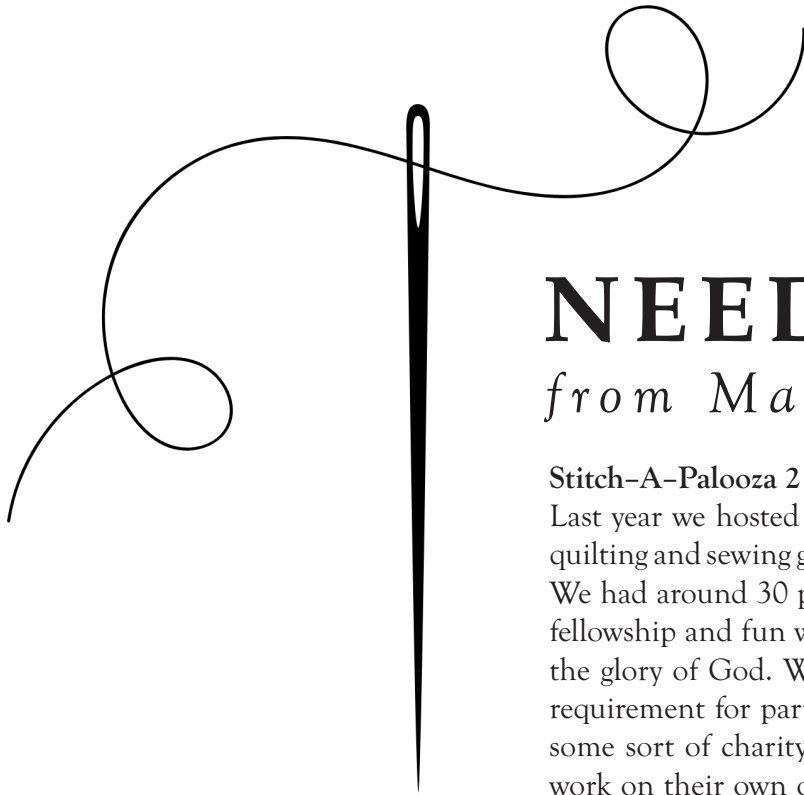 NEED
from Ma
Stitch-A-Palooza 2
Last year we hosted
quilting and sewing
We had around 30
fellowship and fun
the glory of God.
requirement for par
some sort of charity
work on their own